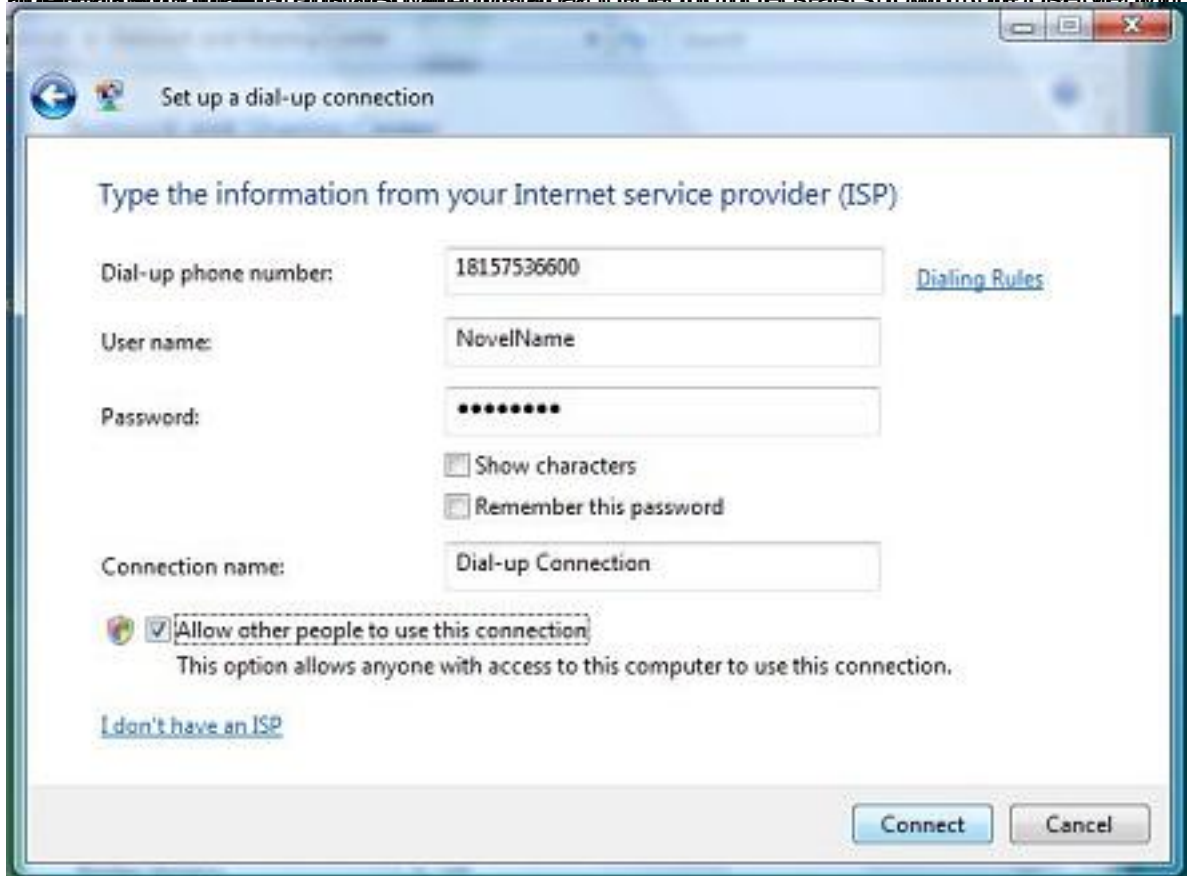 Set up a dial-up connection
Type the information from your Internet service provider (ISP)
Dial-up phone number:
18157536600
Dialing Rules
User name:
NovelName
Password:
••••••••
Show characters
Remember this password
Connection name:
Dial-up Connection
Allow other people to use this connection
This option allows anyone with access to this computer to use this connection.
I don't have an ISP
Connect
Cancel